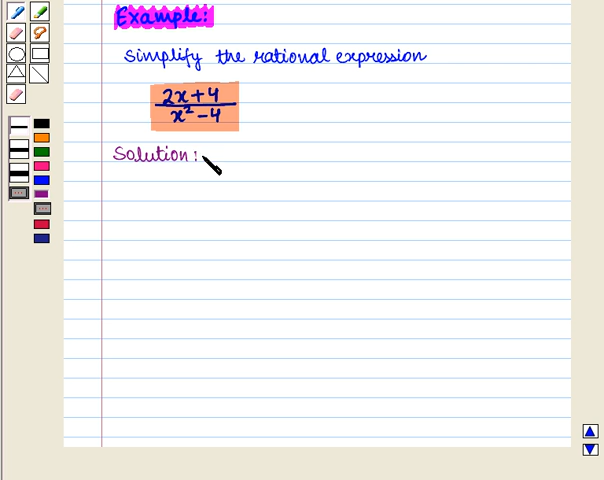 Example:
Simplify the rational expression
2x+4
x²-4
Solution: